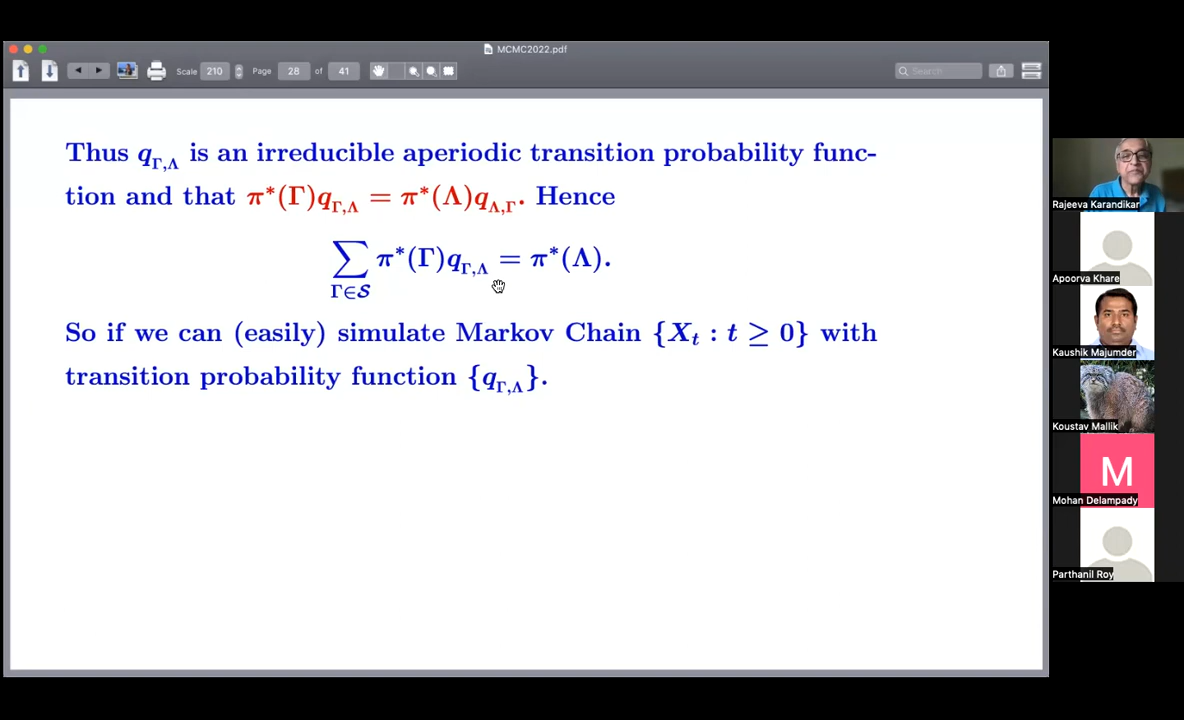 MCMC2022.pdf
Scale 210 Page 28 of 41 Search
Thus q_{Γ,Λ} is an irreducible aperiodic transition probability func-
tion and that π*(Γ)q_{Γ,Λ} = π*(Λ)q_{Λ,Γ}. Hence
∑_{Γ∈𝒮} π*(Γ)q_{Γ,Λ} = π*(Λ).
So if we can (easily) simulate Markov Chain {X_t : t ≥ 0} with
transition probability function {q_{Γ,Λ}}.
Rajeeva Karandikar
Apoorva Khare
Kaushik Majumder
Koustav Mallik
M
Mohan Delampady
Parthanil Roy